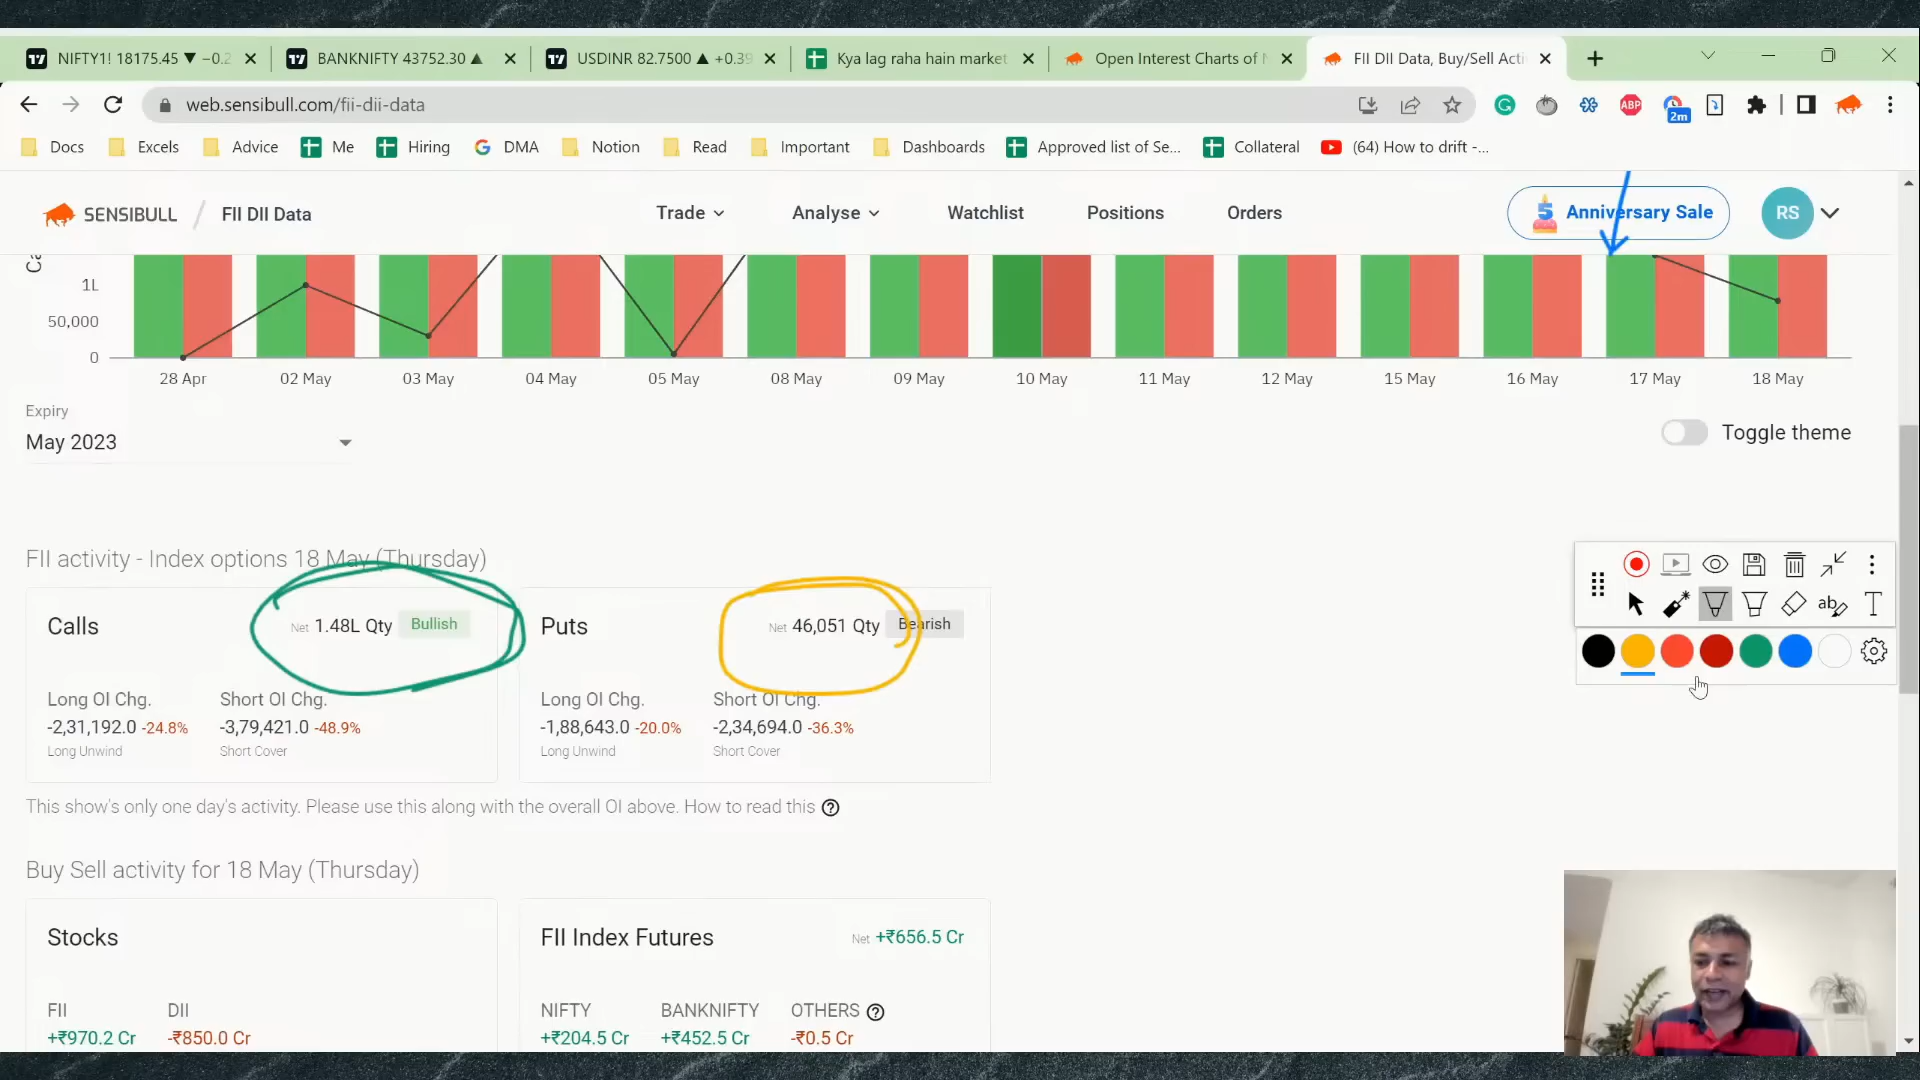 NIFTY1! 18175.45 ▼ −0.2
BANKNIFTY 43752.30 ▲
USDINR 82.7500 ▲ +0.39
Kya lag raha hain market
Open Interest Charts of
FII DII Data, Buy/Sell Acti
web.sensibull.com/fii-dii-data
ABP
2m
Docs
Excels
Advice
Me
Hiring
DMA
Notion
Read
Important
Dashboards
Approved list of Se...
Collateral
(64) How to drift -...
SENSIBULL / FII DII Data
Trade
Analyse
Watchlist
Positions
Orders
5 Anniversary Sale
RS
1L
50,000
0
28 Apr
02 May
03 May
04 May
05 May
08 May
09 May
10 May
11 May
12 May
15 May
16 May
17 May
18 May
Expiry
May 2023
Toggle theme
FII activity - Index options 18 May (Thursday)
Calls
Net 1.48L Qty Bullish
Long OI Chg.
-2,31,192.0 -24.8%
Long Unwind
Short OI Chg.
-3,79,421.0 -48.9%
Short Cover
Puts
Net 46,051 Qty Bearish
Long OI Chg.
-1,88,643.0 -20.0%
Long Unwind
Short OI Chg.
-2,34,694.0 -36.3%
Short Cover
This show's only one day's activity. Please use this along with the overall OI above. How to read this
Buy Sell activity for 18 May (Thursday)
Stocks
FII
+₹970.2 Cr
DII
-₹850.0 Cr
FII Index Futures
Net +₹656.5 Cr
NIFTY
+₹204.5 Cr
BANKNIFTY
+₹452.5 Cr
OTHERS
-₹0.5 Cr